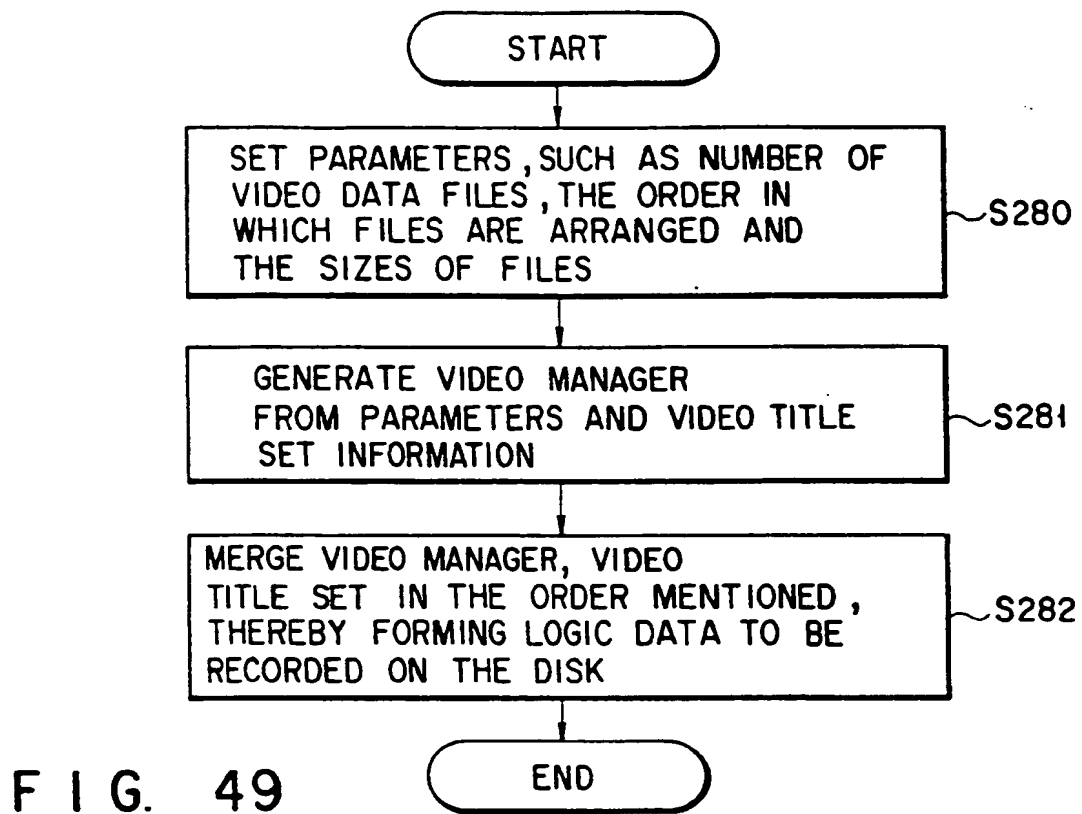 START
SET PARAMETERS, SUCH AS NUMBER OF
VIDEO DATA FILES, THE ORDER IN
WHICH FILES ARE ARRANGED AND
THE SIZES OF FILES
S280
GENERATE VIDEO MANAGER
FROM PARAMETERS AND VIDEO TITLE
SET INFORMATION
S281
MERGE VIDEO MANAGER, VIDEO
TITLE SET IN THE ORDER MENTIONED,
THEREBY FORMING LOGIC DATA TO BE
RECORDED ON THE DISK
S282
END
FIG. 49